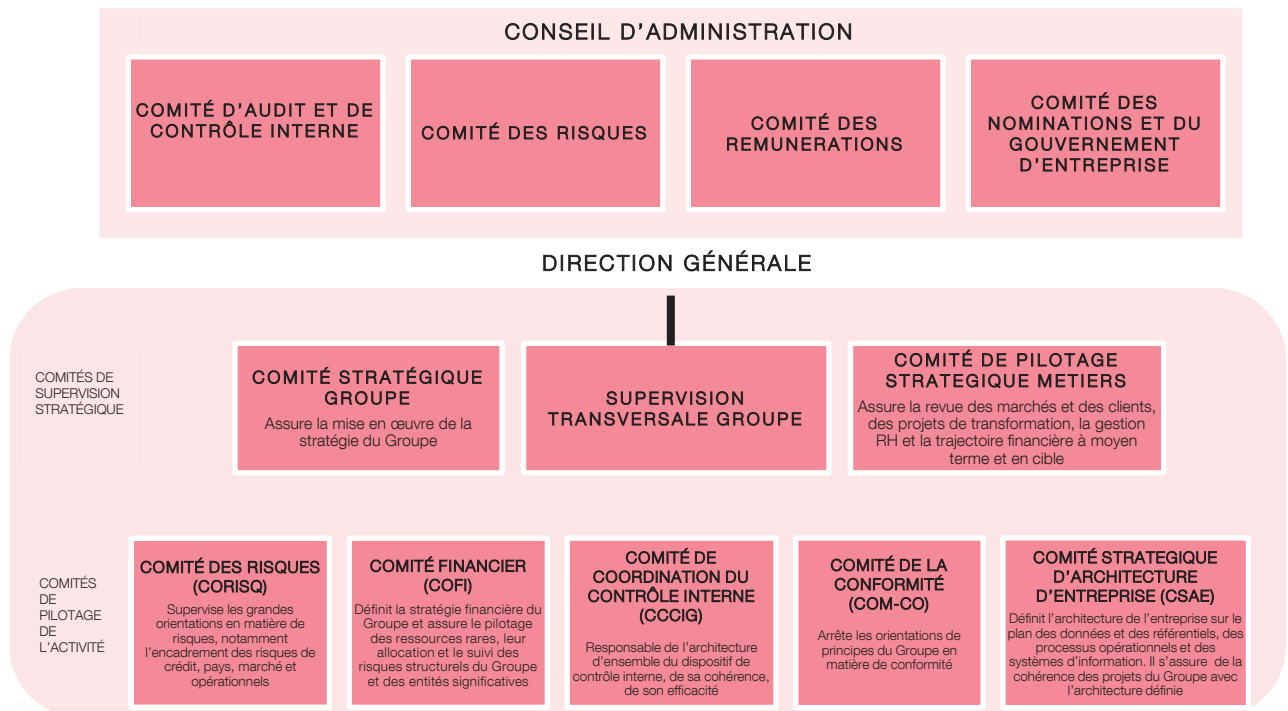 CONSEIL D'ADMINISTRATION
COMITÉ D'AUDIT ET DE
CONTRÔLE INTERNE
COMITÉ DES RISQUES
COMITÉ DES
REMUNERATIONS
COMITÉ DES
NOMINATIONS ET DU
GOUVERNEMENT
D'ENTREPRISE
DIRECTION GÉNÉRALE
COMITÉS DE
SUPERVISION
STRATÉGIQUE
COMITÉ STRATÉGIQUE
GROUPE
Assure la mise en œuvre de la
stratégie du Groupe
SUPERVISION
TRANSVERSALE GROUPE
COMITÉ DE PILOTAGE
STRATEGIQUE METIERS
Assure la revue des marchés et des clients,
des projets de transformation, la gestion
RH et la trajectoire financière à moyen
terme et en cible
COMITÉS
DE
PILOTAGE
DE
L'ACTIVITÉ
COMITÉ DES RISQUES
(CORISQ)
Supervise les grandes
orientations en matière de
risques, notamment
l'encadrement des risques de
crédit, pays, marché et
opérationnels
COMITÉ FINANCIER
(COFI)
Définit la stratégie financière du
Groupe et assure le pilotage
des ressources rares, leur
allocation et le suivi des
risques structurels du Groupe
et des entités significatives
COMITÉ DE
COORDINATION DU
CONTRÔLE INTERNE
(CCCIG)
Responsable de l'architecture
d'ensemble du dispositif de
contrôle interne, de sa cohérence,
de son efficacité
COMITÉ DE LA
CONFORMITÉ
(COM-CO)
Arrête les orientations de
principes du Groupe en
matière de conformité
COMITÉ STRATEGIQUE
D'ARCHITECTURE
D'ENTREPRISE (CSAE)
Définit l'architecture de l'entreprise sur le
plan des données et des référentiels, des
processus opérationnels et des
systèmes d'information. Il s'assure de la
cohérence des projets du Groupe avec
l'architecture définie